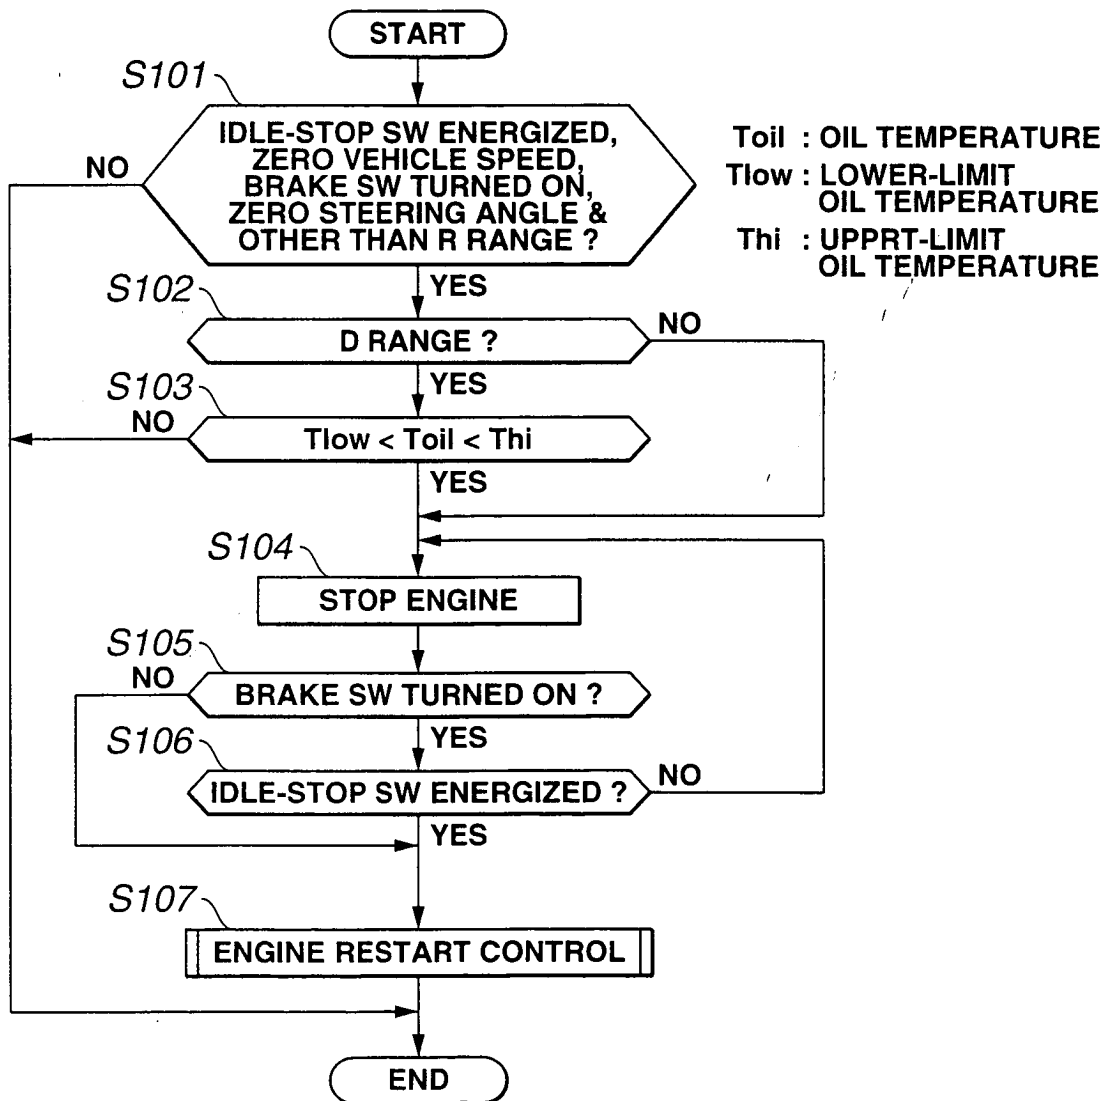 START
S101
IDLE-STOP SW ENERGIZED,
ZERO VEHICLE SPEED,
BRAKE SW TURNED ON,
ZERO STEERING ANGLE &
OTHER THAN R RANGE ?
NO
YES
Toil : OIL TEMPERATURE
Tlow : LOWER-LIMIT
OIL TEMPERATURE
Thi : UPPRT-LIMIT
OIL TEMPERATURE
S102
D RANGE ?
NO
YES
S103
NO
Tlow < Toil < Thi
YES
S104
STOP ENGINE
S105
NO
BRAKE SW TURNED ON ?
YES
S106
IDLE-STOP SW ENERGIZED ?
NO
YES
S107
ENGINE RESTART CONTROL
END